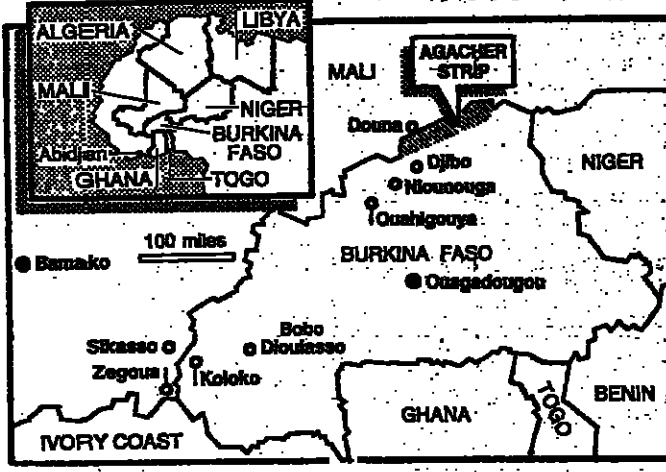 ALGERIA
LIBYA
MALI
NIGER
BURKINA
FASO
Abidjan
GHANA
TOGO
MALI
AGACHER
STRIP
Douna
Djibo
NIGER
Niounouga
Ouahigouya
100 miles
BURKINA FASO
Bamako
Ouagadougou
Sikasso
Bobo
Dioulasso
Zegoua
Koloko
GHANA
TOGO
BENIN
IVORY COAST